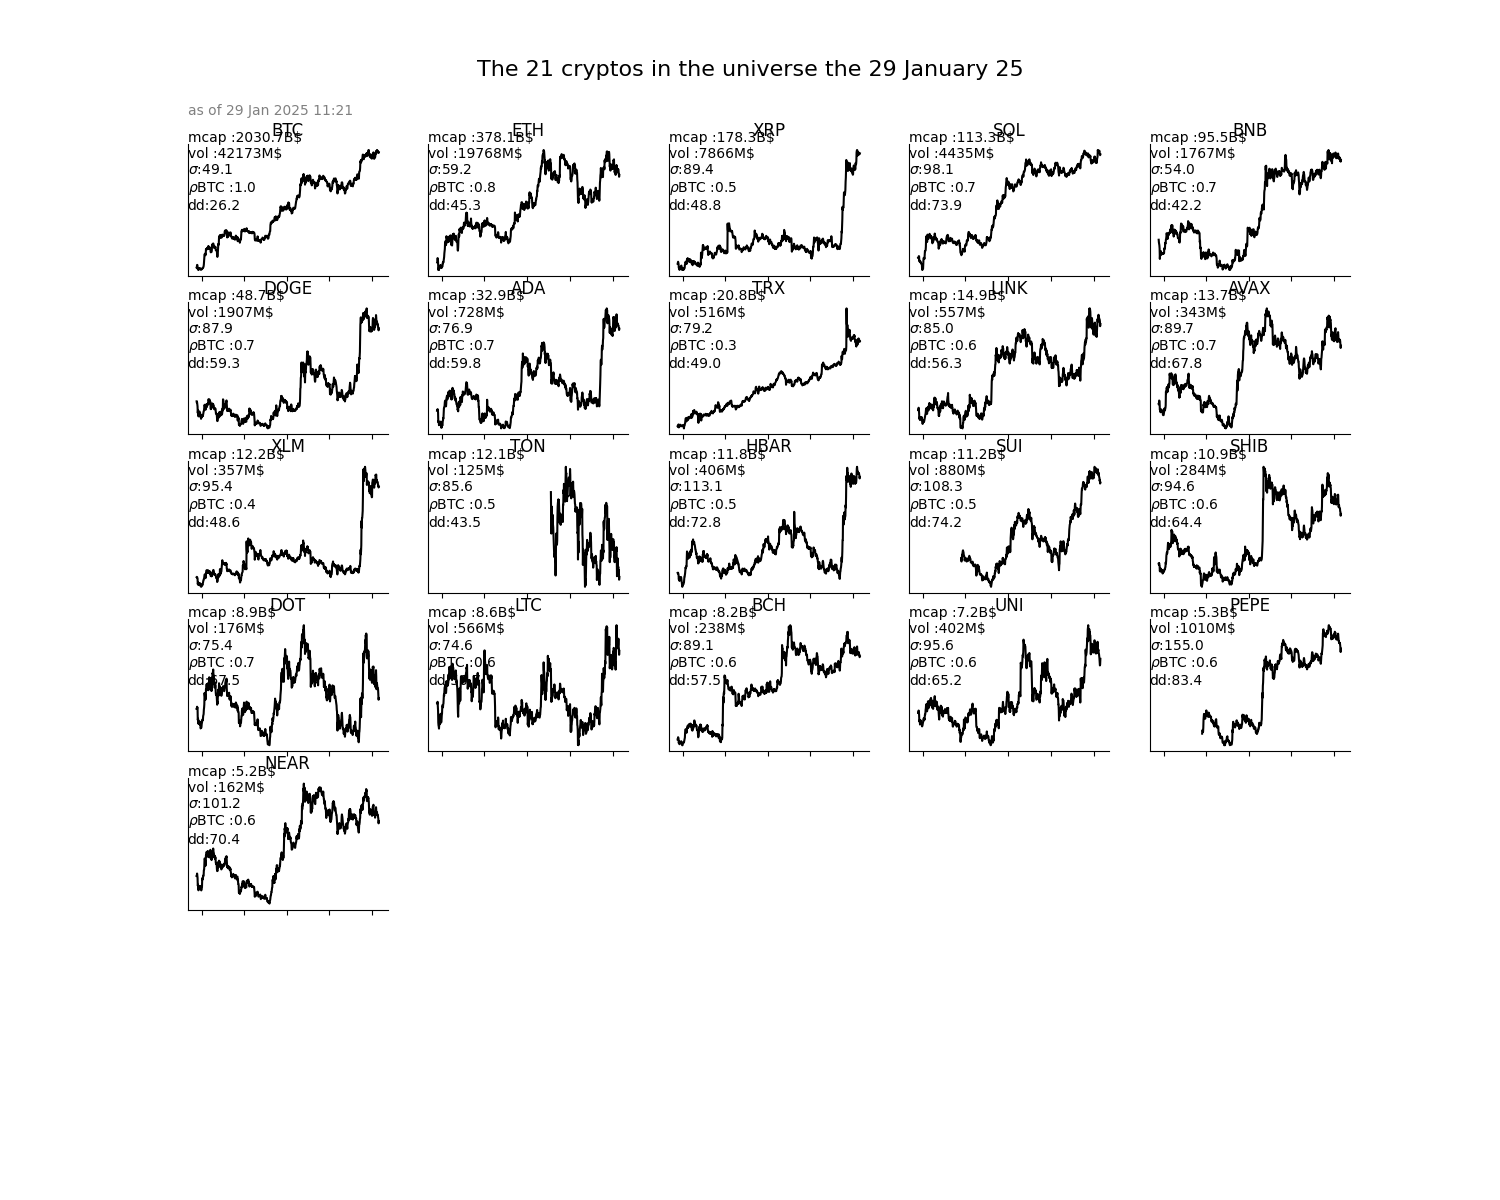 The 21 cryptos in the universe the 29 January 25
as of 29 Jan 2025 11:21
BTC
mcap :2030.7B$
vol :42173M$
σ:49.1
ρBTC :1.0
dd:26.2
ETH
mcap :378.1B$
vol :19768M$
σ:59.2
ρBTC :0.8
dd:45.3
XRP
mcap :178.3B$
vol :7866M$
σ:89.4
ρBTC :0.5
dd:48.8
SOL
mcap :113.3B$
vol :4435M$
σ:98.1
ρBTC :0.7
dd:73.9
BNB
mcap :95.5B$
vol :1767M$
σ:54.0
ρBTC :0.7
dd:42.2
DOGE
mcap :48.7B$
vol :1907M$
σ:87.9
ρBTC :0.7
dd:59.3
ADA
mcap :32.9B$
vol :728M$
σ:76.9
ρBTC :0.7
dd:59.8
TRX
mcap :20.8B$
vol :516M$
σ:79.2
ρBTC :0.3
dd:49.0
LINK
mcap :14.9B$
vol :557M$
σ:85.0
ρBTC :0.6
dd:56.3
AVAX
mcap :13.7B$
vol :343M$
σ:89.7
ρBTC :0.7
dd:67.8
XLM
mcap :12.2B$
vol :357M$
σ:95.4
ρBTC :0.4
dd:48.6
TON
mcap :12.1B$
vol :125M$
σ:85.6
ρBTC :0.5
dd:43.5
HBAR
mcap :11.8B$
vol :406M$
σ:113.1
ρBTC :0.5
dd:72.8
SUI
mcap :11.2B$
vol :880M$
σ:108.3
ρBTC :0.5
dd:74.2
SHIB
mcap :10.9B$
vol :284M$
σ:94.6
ρBTC :0.6
dd:64.4
DOT
mcap :8.9B$
vol :176M$
σ:75.4
ρBTC :0.7
LTC
mcap :8.6B$
vol :566M$
σ:74.6
ρBTC :0.6
BCH
mcap :8.2B$
vol :238M$
σ:89.1
ρBTC :0.6
dd:57.5
UNI
mcap :7.2B$
vol :402M$
σ:95.6
ρBTC :0.6
dd:65.2
PEPE
mcap :5.3B$
vol :1010M$
σ:155.0
ρBTC :0.6
dd:83.4
NEAR
mcap :5.2B$
vol :162M$
σ:101.2
ρBTC :0.6
dd:70.4